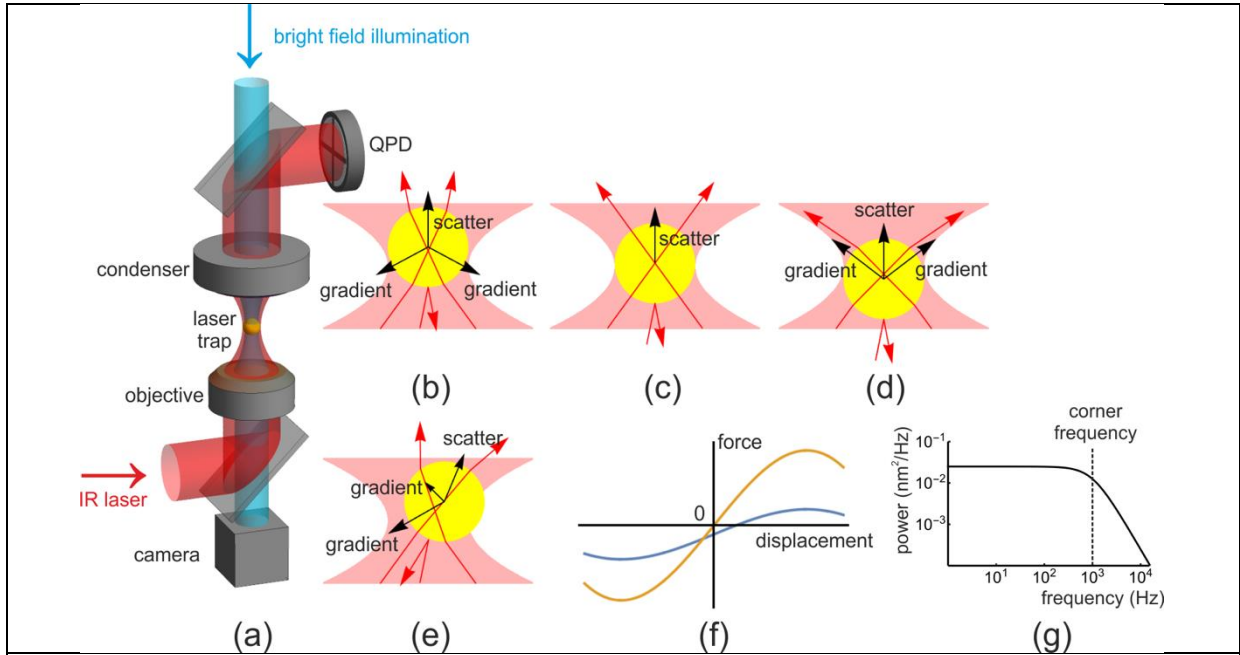 bright field illumination
QPD
condenser
laser
trap
objective
IR laser
camera
(a)
scatter
gradient
gradient
(b)
scatter
(c)
scatter
gradient
gradient
(d)
scatter
gradient
gradient
(e)
force
0
displacement
(f)
corner
frequency
power (nm²/Hz)
10⁻¹
10⁻²
10⁻³
10¹
10²
10³
10⁴
frequency (Hz)
(g)